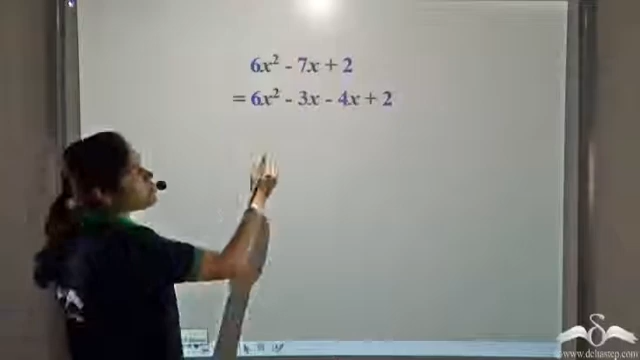 6x² - 7x + 2
= 6x² - 3x - 4x + 2
www.deltastep.com